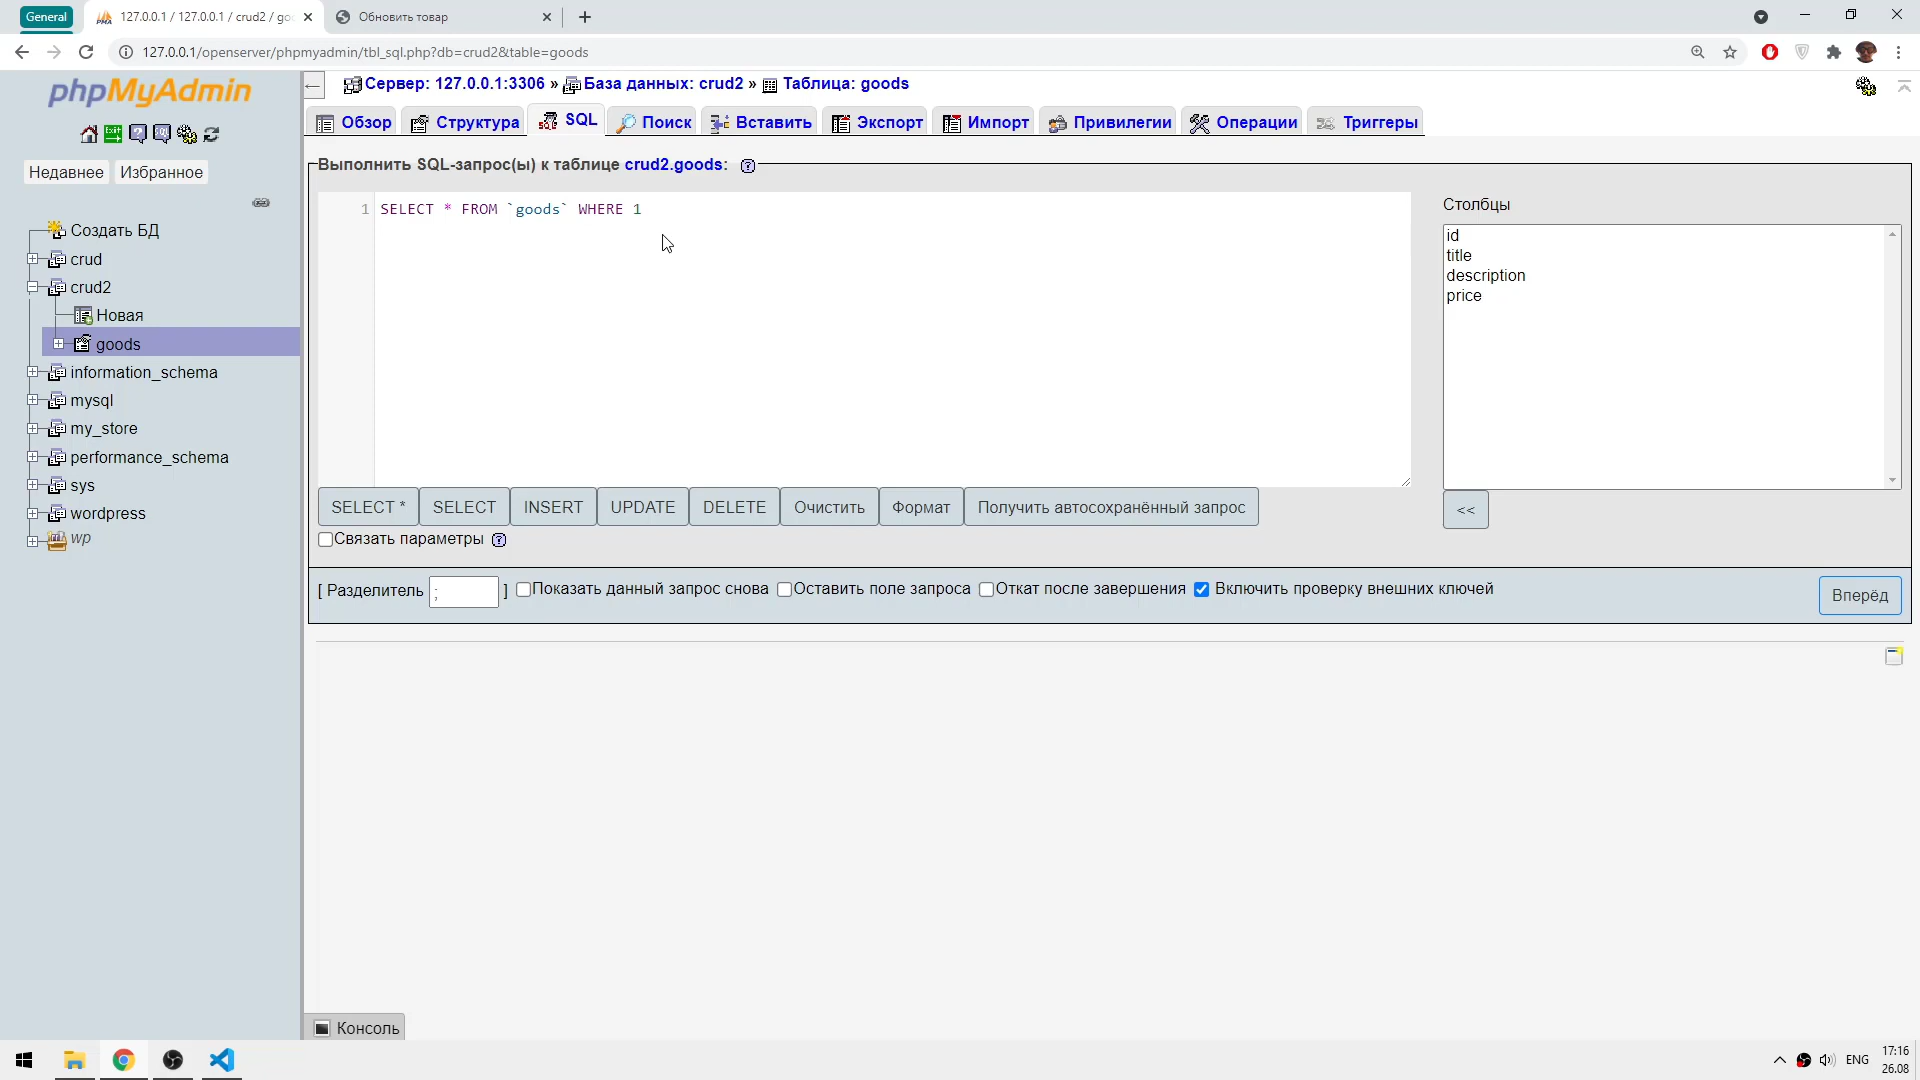 General
127.0.0.1 / 127.0.0.1 / crud2 / go
Обновить товар
127.0.0.1/openserver/phpmyadmin/tbl_sql.php?db=crud2&table=goods
phpMyAdmin
Недавнее
Избранное
Создать БД
crud
crud2
Новая
goods
information_schema
mysql
my_store
performance_schema
sys
wordpress
wp
Сервер: 127.0.0.1:3306 » База данных: crud2 » Таблица: goods
Обзор
Структура
SQL
Поиск
Вставить
Экспорт
Импорт
Привилегии
Операции
Триггеры
Выполнить SQL-запрос(ы) к таблице crud2.goods:
1 SELECT * FROM `goods` WHERE 1
Столбцы
id
title
description
price
SELECT *
SELECT
INSERT
UPDATE
DELETE
Очистить
Формат
Получить автосохранённый запрос
<<
Связать параметры
[ Разделитель ; ] Показать данный запрос снова Оставить поле запроса Откат после завершения Включить проверку внешних ключей
Вперёд
Консоль
ENG
17:16
26.08